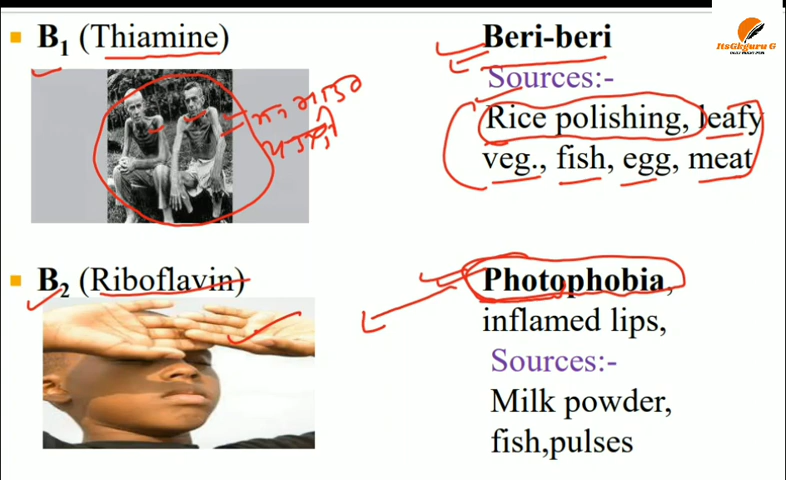 ItsGkguru G
B1 (Thiamine)
Beri-beri
Sources:-
Rice polishing, leafy
veg., fish, egg, meat
B2 (Riboflavin)
Photophobia,
inflamed lips,
Sources:-
Milk powder,
fish,pulses